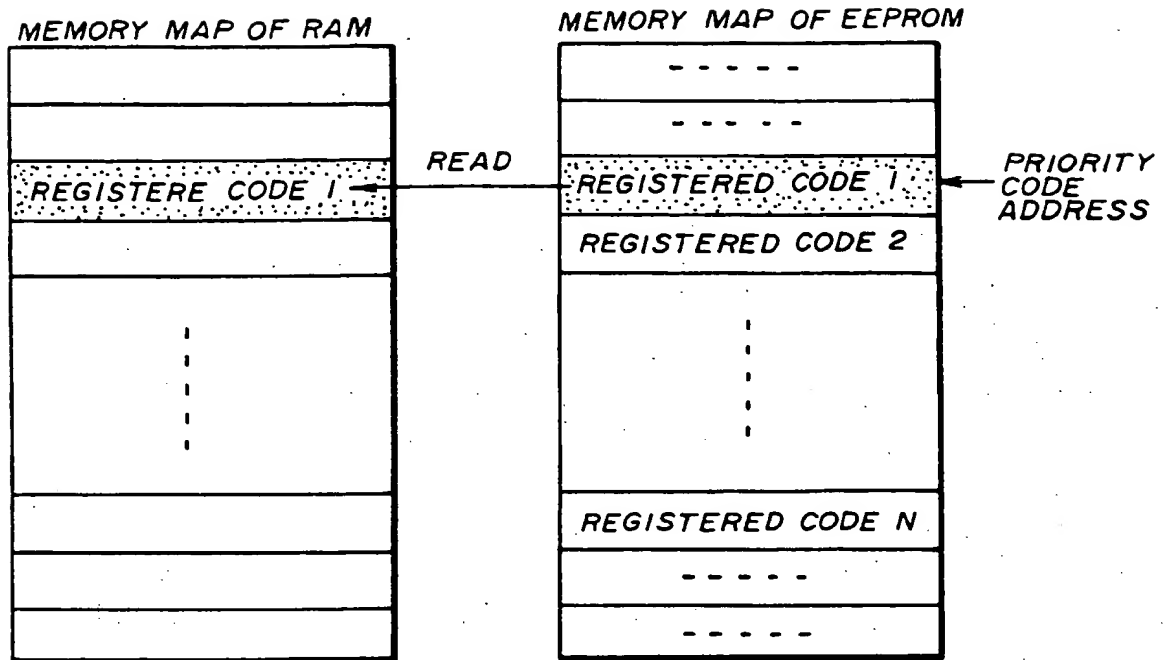 MEMORY MAP OF RAM
MEMORY MAP OF EEPROM
REGISTERE CODE 1
READ
REGISTERED CODE 1
PRIORITY
CODE
ADDRESS
REGISTERED CODE 2
REGISTERED CODE N